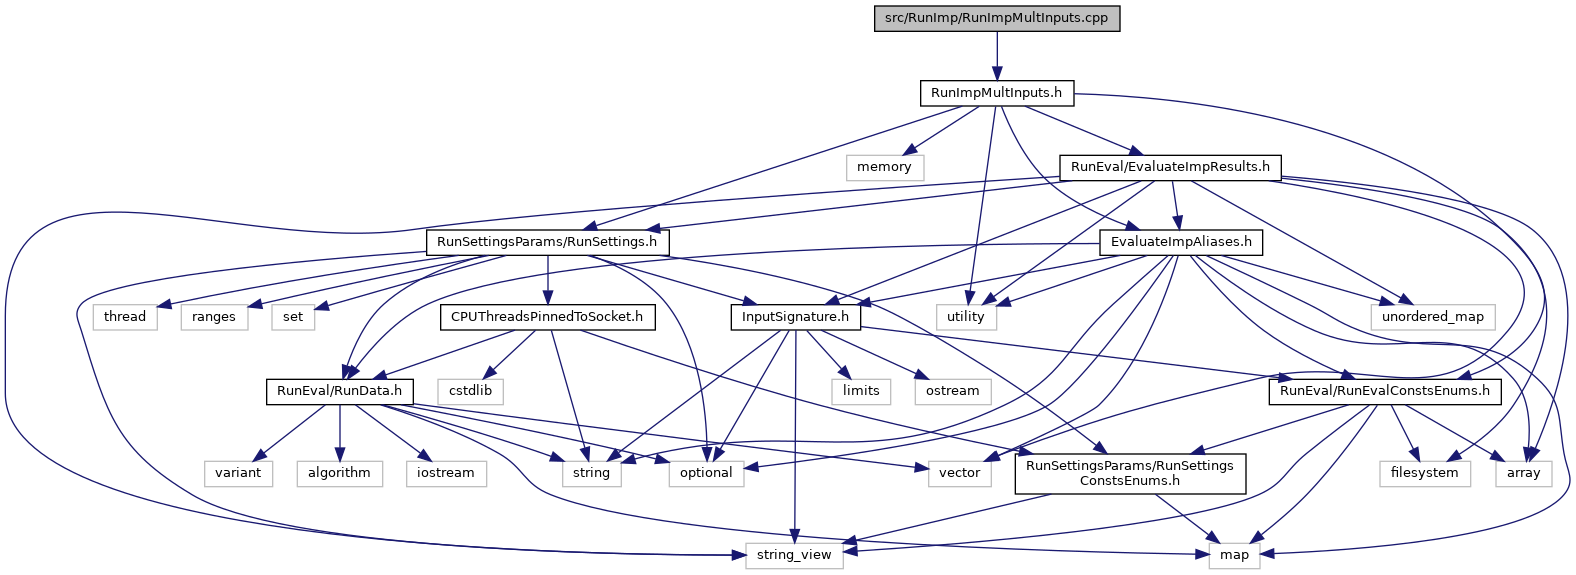 src/RunImp/RunImpMultInputs.cpp
RunImpMultInputs.h
memory
RunEval/EvaluateImpResults.h
RunSettingsParams/RunSettings.h
EvaluateImpAliases.h
thread
ranges
set
CPUThreadsPinnedToSocket.h
InputSignature.h
utility
unordered_map
RunEval/RunData.h
cstdlib
limits
ostream
RunEval/RunEvalConstsEnums.h
variant
algorithm
iostream
string
optional
vector
RunSettingsParams/RunSettings
ConstsEnums.h
filesystem
array
string_view
map